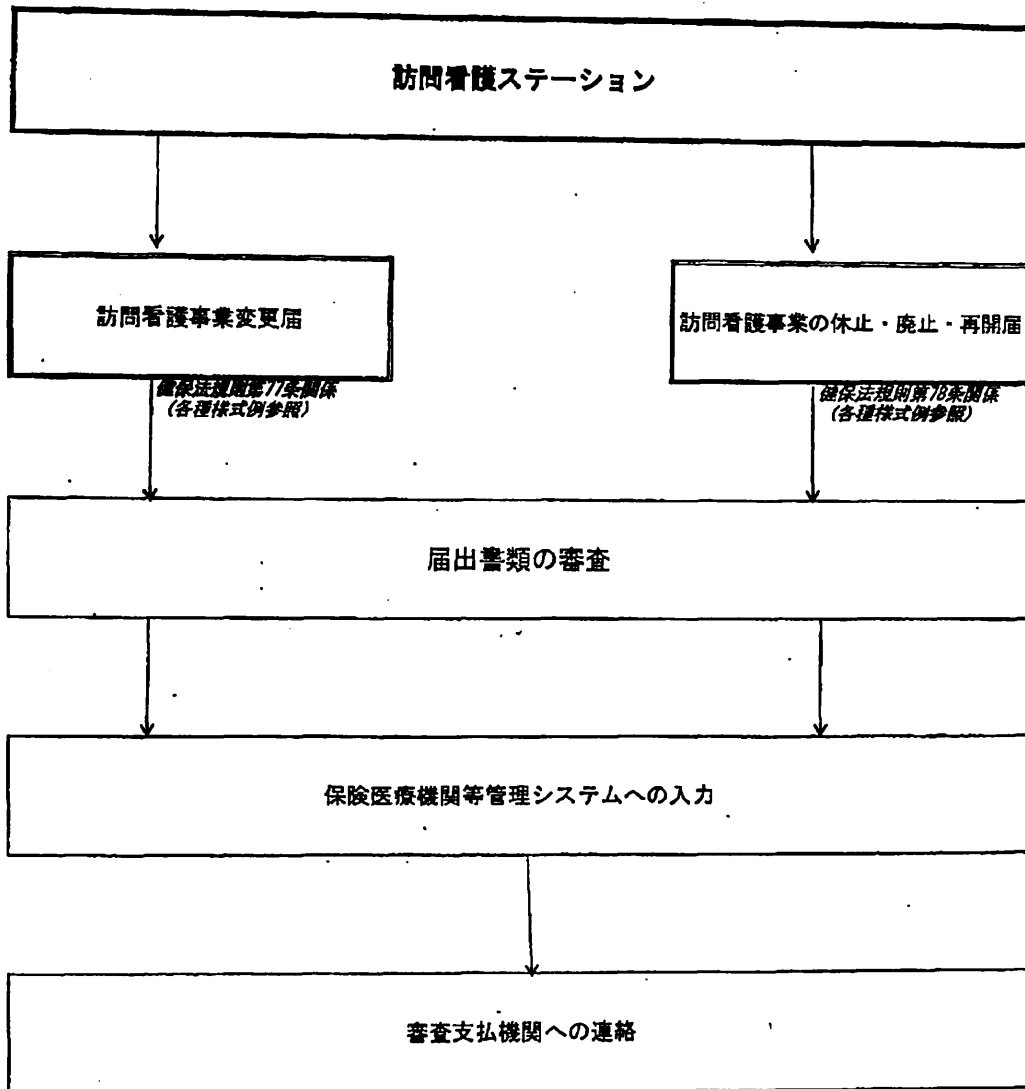 訪問看護ステーション
訪問看護事業変更届
訪問看護事業の休止・廃止・再開届
健保法規則第77条関係
(各種様式例参照)
健保法規則第78条関係
(各種様式例参照)
届出書類の審査
保険医療機関等管理システムへの入力
審査支払機関への連絡